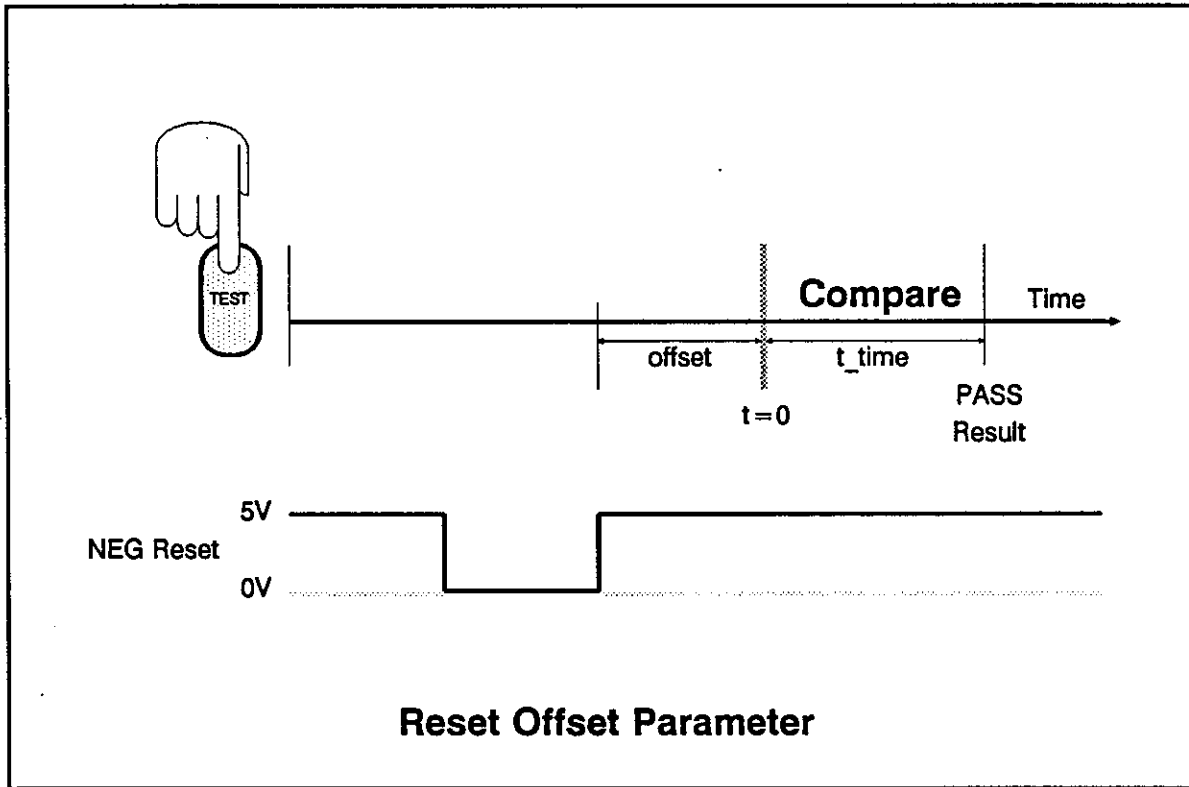 TEST
Compare
Time
offset
t_time
t=0
PASS
Result
5V
NEG Reset
0V
Reset Offset Parameter